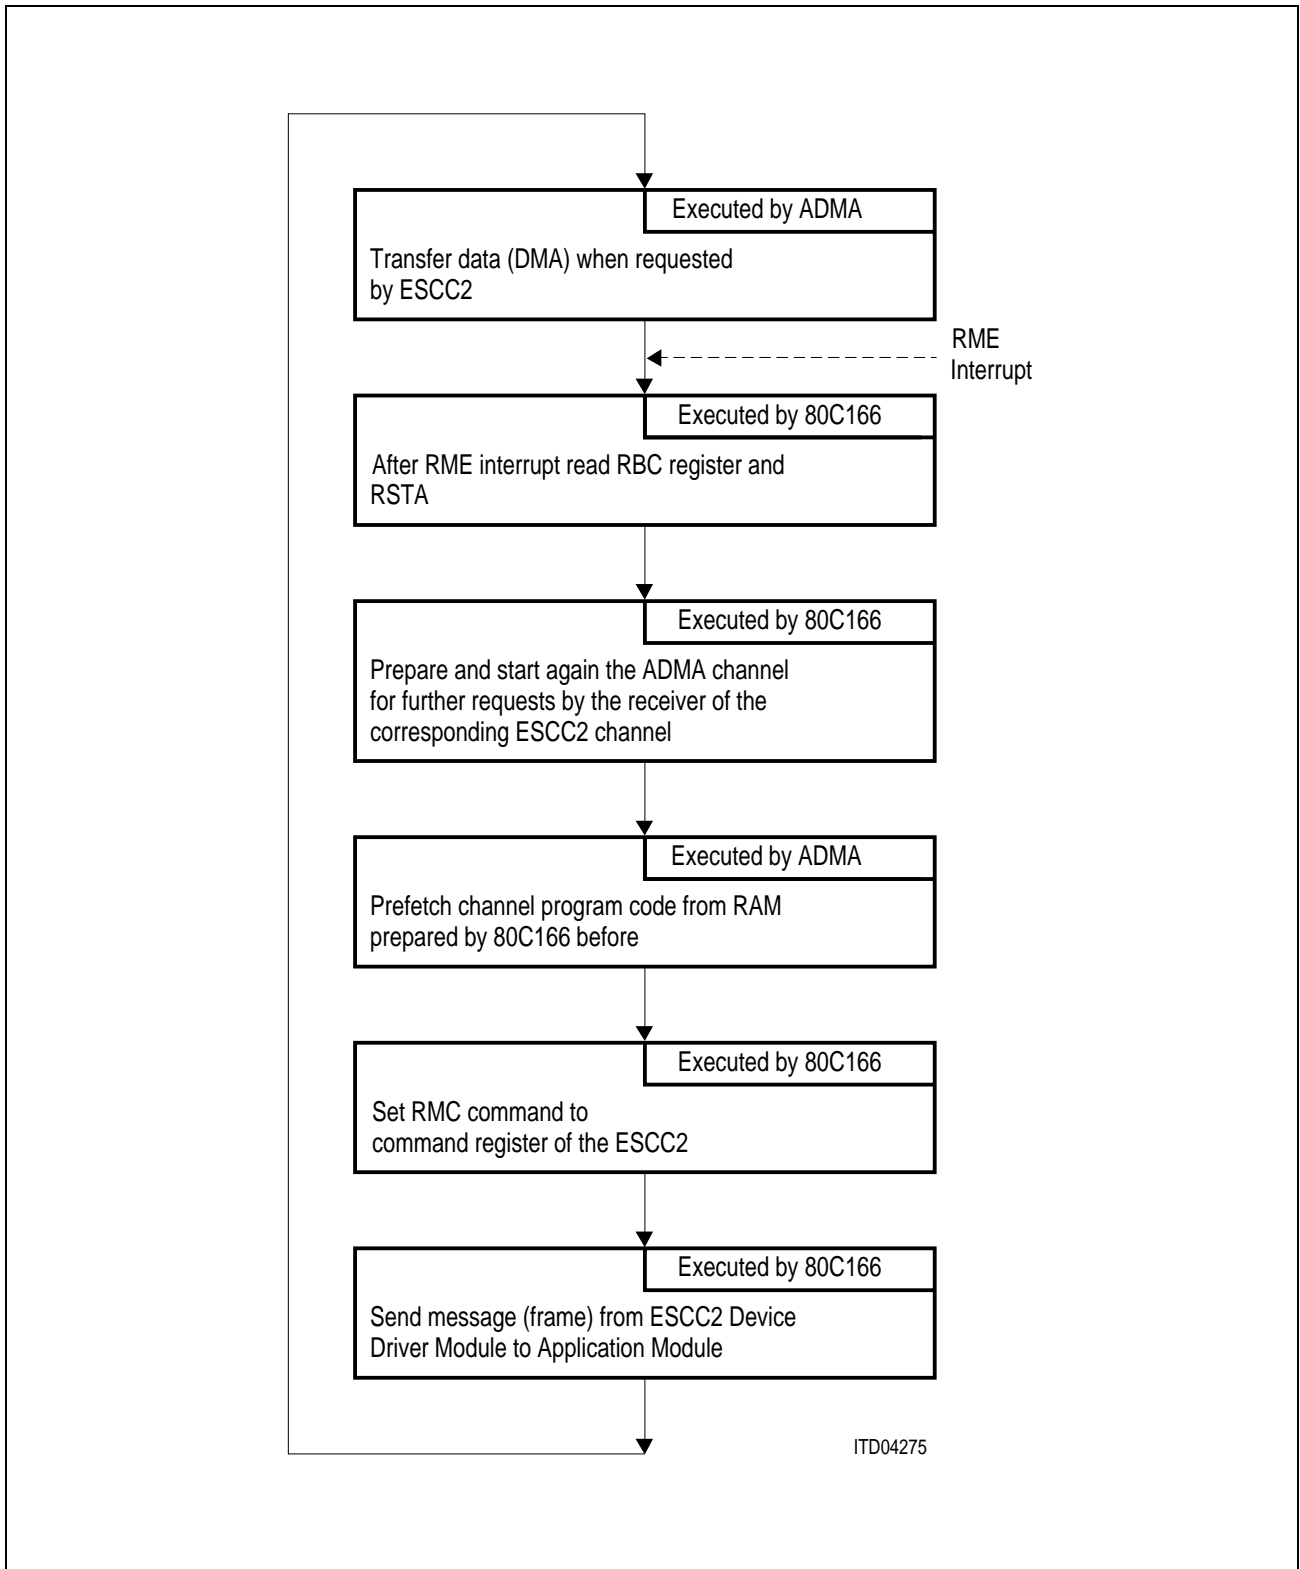 Executed by ADMA
Transfer data (DMA) when requested
by ESCC2
RME
Interrupt
Executed by 80C166
After RME interrupt read RBC register and
RSTA
Executed by 80C166
Prepare and start again the ADMA channel
for further requests by the receiver of the
corresponding ESCC2 channel
Executed by ADMA
Prefetch channel program code from RAM
prepared by 80C166 before
Executed by 80C166
Set RMC command to
command register of the ESCC2
Executed by 80C166
Send message (frame) from ESCC2 Device
Driver Module to Application Module
ITD04275